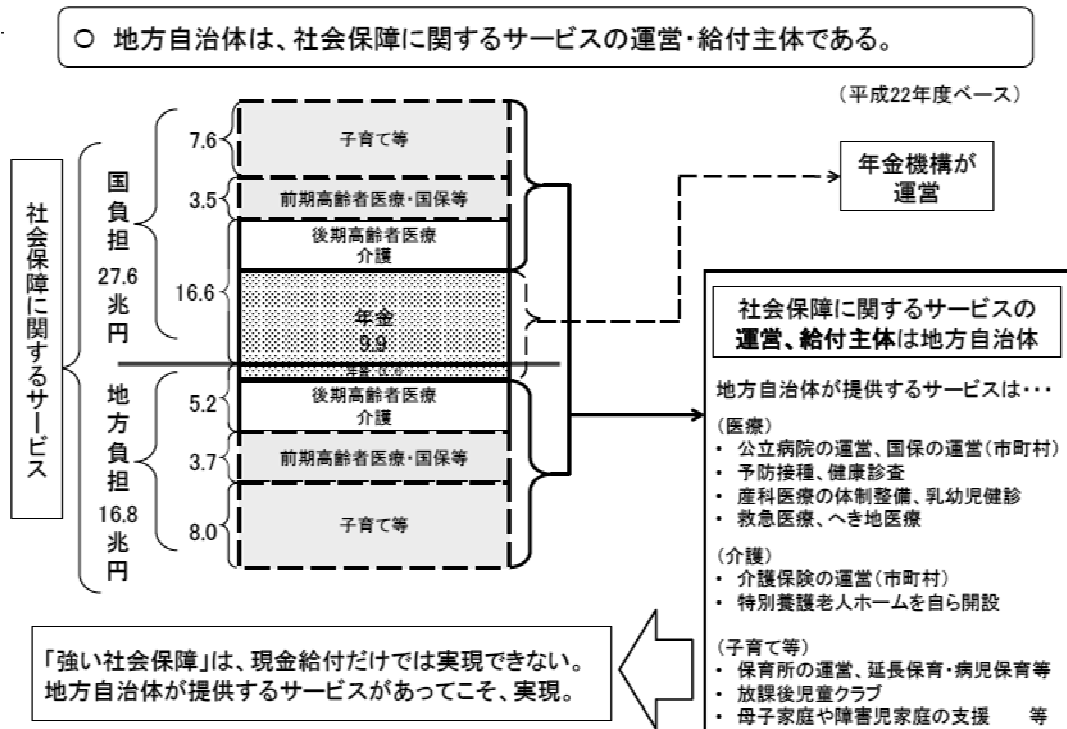 ○ 地方自治体は、社会保障に関するサービスの運営・給付主体である。
(平成22年度ベース)
社会保障に関するサービス
国負担 27.6兆円
7.6
子育て等
3.5
前期高齢者医療・国保等
16.6
後期高齢者医療
介護
年金
9.9
地方負担 16.8兆円
5.2
後期高齢者医療
介護
3.7
前期高齢者医療・国保等
8.0
子育て等
年金機構が
運営
社会保障に関するサービスの
運営、給付主体は地方自治体
地方自治体が提供するサービスは・・・
(医療)
・ 公立病院の運営、国保の運営(市町村)
・ 予防接種、健康診査
・ 産科医療の体制整備、乳幼児健診
・ 救急医療、へき地医療
(介護)
・ 介護保険の運営(市町村)
・ 特別養護老人ホームを自ら開設
(子育て等)
・ 保育所の運営、延長保育・病児保育等
・ 放課後児童クラブ
・ 母子家庭や障害児家庭の支援 等
「強い社会保障」は、現金給付だけでは実現できない。
地方自治体が提供するサービスがあってこそ、実現。